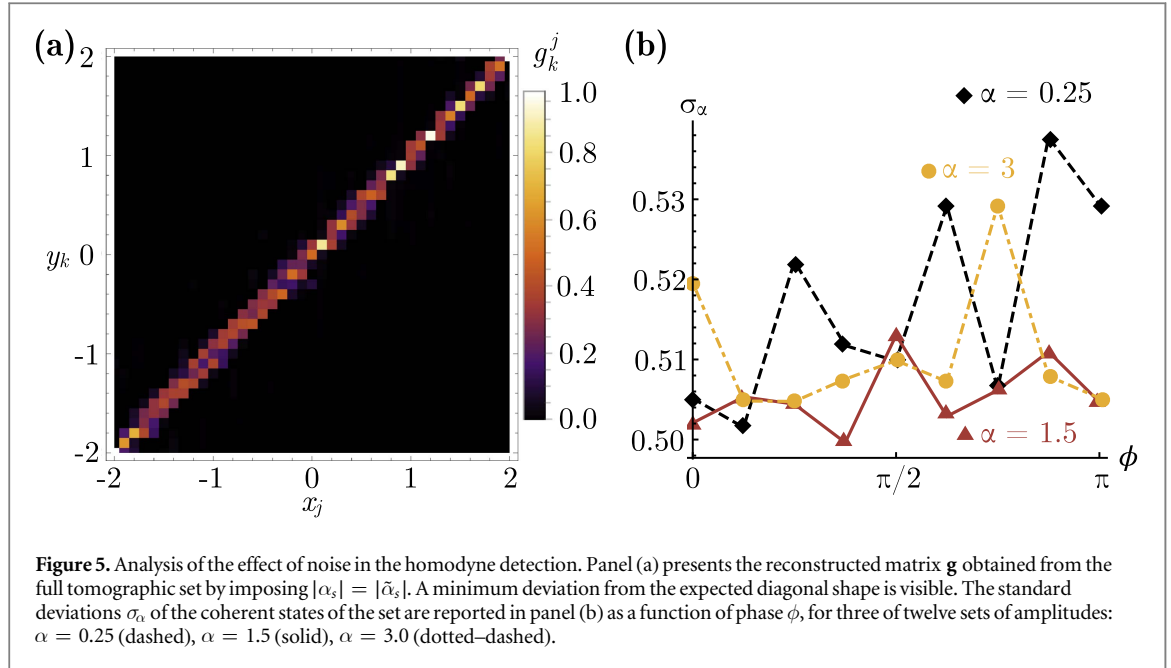 (a)
2
1
0
-1
-2
y_k
-2 -1 0 1 2
x_j
g_k^j
1.0
0.8
0.6
0.4
0.2
0.0
(b)
σ_α
α = 0.25
α = 3
α = 1.5
0.53
0.52
0.51
0.50
0 π/2 π
ϕ
Figure 5. Analysis of the effect of noise in the homodyne detection. Panel (a) presents the reconstructed matrix g obtained from the
full tomographic set by imposing |α_s| = |α̃_s|. A minimum deviation from the expected diagonal shape is visible. The standard
deviations σ_α of the coherent states of the set are reported in panel (b) as a function of phase ϕ, for three of twelve sets of amplitudes:
α = 0.25 (dashed), α = 1.5 (solid), α = 3.0 (dotted–dashed).